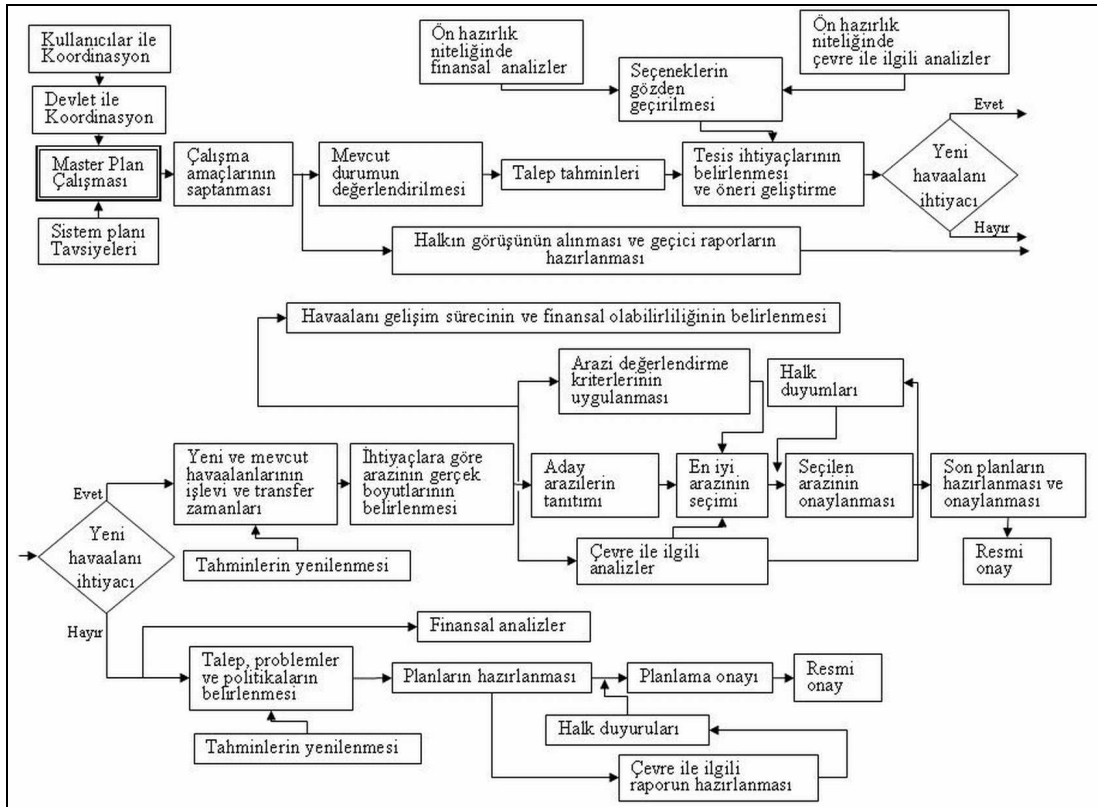 Kullanıcılar ile
Koordinasyon
Devlet ile
Koordinasyon
Master Plan
Çalışması
Sistem planı
Tavsiyeleri
Çalışma
amaçlarının
saptanması
Mevcut
durumun
değerlendirilmesi
Talep tahminleri
Ön hazırlık
niteliğinde
finansal analizler
Seçeneklerin
gözden
geçirilmesi
Ön hazırlık
niteliğinde
çevre ile ilgili analizler
Tesis ihtiyaçlarının
belirlenmesi
ve öneri geliştirme
Evet
Yeni
havaalanı
ihtiyacı
Hayır
Halkın görüşünün alınması ve geçici raporların
hazırlanması
Havaalanı gelişim sürecinin ve finansal olabilirliliğinin belirlenmesi
Arazi değerlendirme
kriterlerinin
uygulanması
Halk
duyumları
Evet
Yeni
havaalanı
ihtiyacı
Hayır
Yeni ve mevcut
havaalanlarının
işlevi ve transfer
zamanları
Tahminlerin yenilenmesi
İhtiyaçlara göre
arazinin gerçek
boyutlarının
belirlenmesi
Aday
arazilerin
tanıtımı
En iyi
arazinin
seçimi
Seçilen
arazinin
onaylanması
Son planların
hazırlanması ve
onaylanması
Çevre ile ilgili
analizler
Resmi
onay
Finansal analizler
Talep, problemler
ve politikaların
belirlenmesi
Tahminlerin yenilenmesi
Planların hazırlanması
Planlama onayı
Resmi
onay
Halk duyuruları
Çevre ile ilgili
raporun hazırlanması